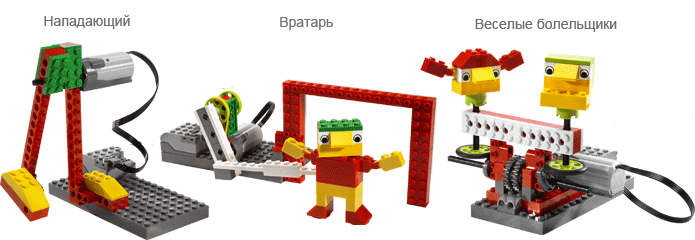 Нападающий
Вратарь
Веселые болельщики